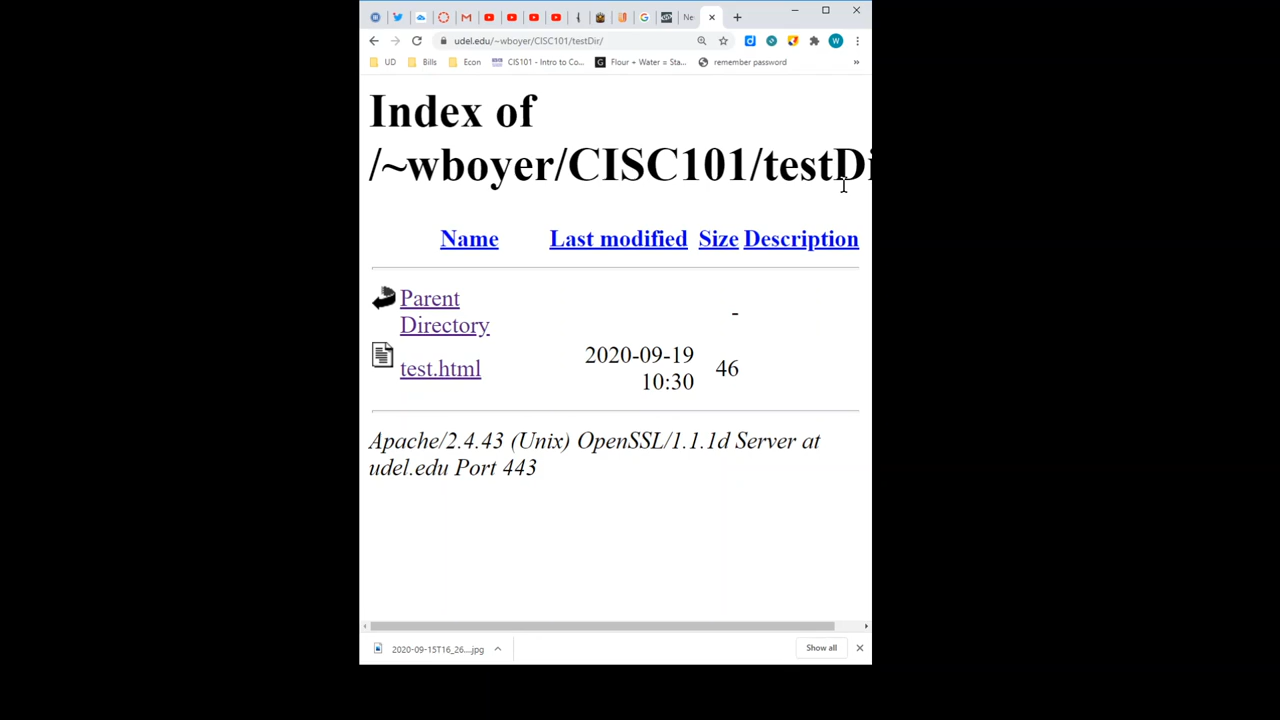 Ne
udel.edu/~wboyer/CISC101/testDir/
W
UD Bills Econ CIS101 - Intro to Co... G Flour + Water = Sta... remember password »
Index of
/~wboyer/CISC101/testDi
Name Last modified Size Description
Parent
Directory -
test.html 2020-09-19
10:30 46
Apache/2.4.43 (Unix) OpenSSL/1.1.1d Server at
udel.edu Port 443
2020-09-15T16_26....jpg Show all